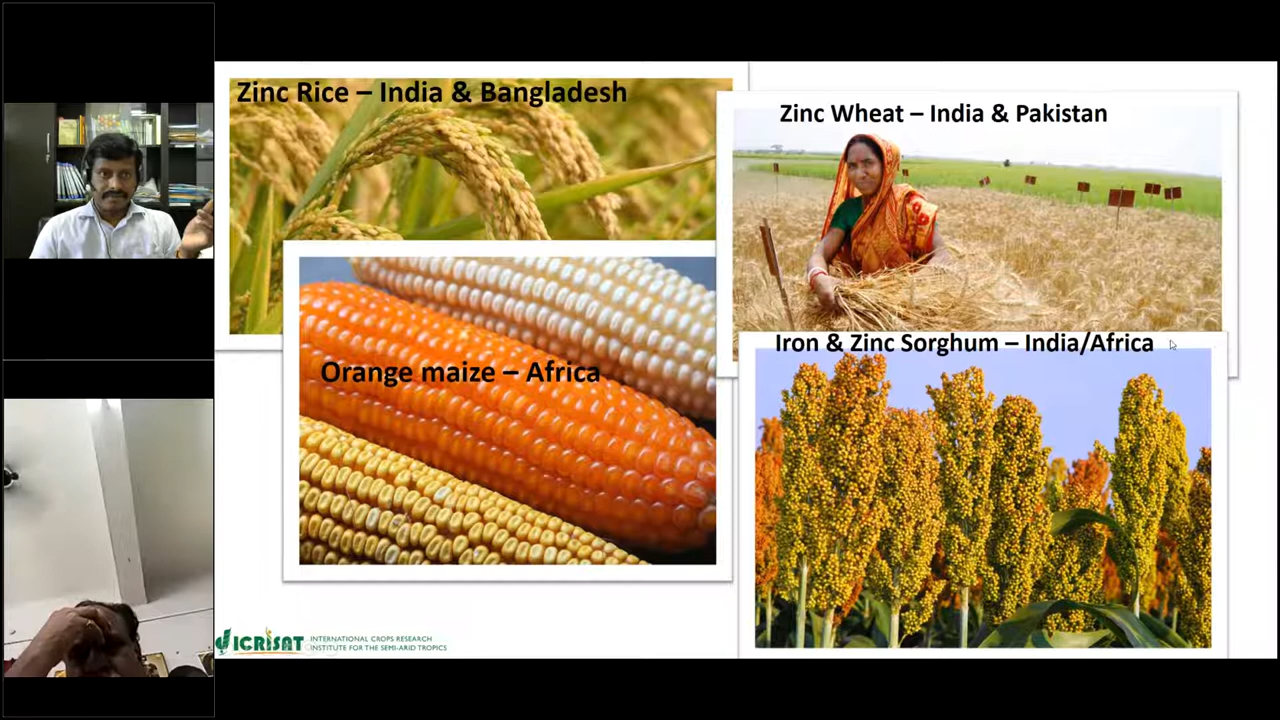 Zinc Rice – India & Bangladesh
Zinc Wheat – India & Pakistan
Orange maize – Africa
Iron & Zinc Sorghum – India/Africa
ICRISAT
INTERNATIONAL CROPS RESEARCH
INSTITUTE FOR THE SEMI-ARID TROPICS